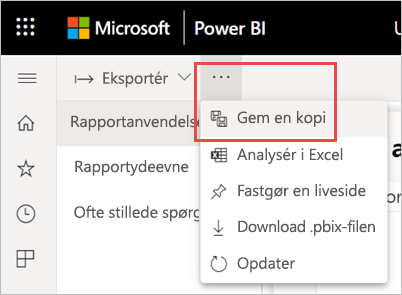 Microsoft Power BI
Eksportér ...
Rapportanvendelse
Rapportydeevne
Ofte stillede spørg
Gem en kopi
Analysér i Excel
Fastgør en liveside
Download .pbix-filen
Opdater